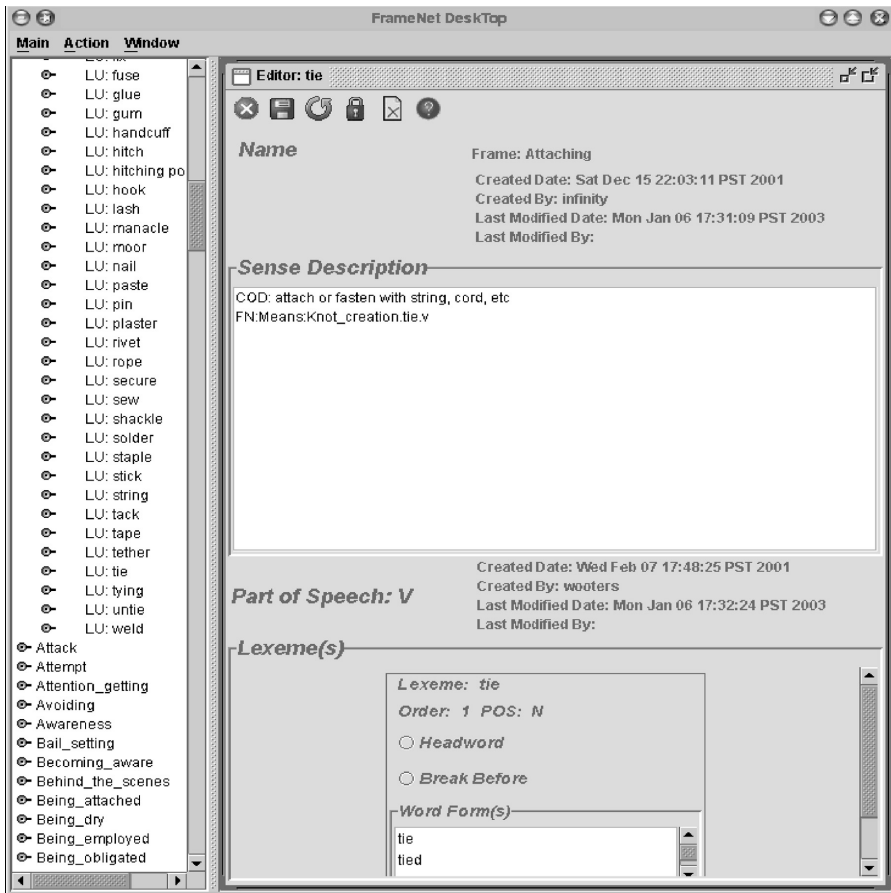 FrameNet DeskTop
Main Action Window
LU: fuse
LU: glue
LU: gum
LU: handcuff
LU: hitch
LU: hitching po
LU: hook
LU: lash
LU: manacle
LU: moor
LU: nail
LU: paste
LU: pin
LU: plaster
LU: rivet
LU: rope
LU: secure
LU: sew
LU: shackle
LU: solder
LU: staple
LU: stick
LU: string
LU: tack
LU: tape
LU: tether
LU: tie
LU: tying
LU: untie
LU: weld
Attack
Attempt
Attention_getting
Avoiding
Awareness
Bail_setting
Becoming_aware
Behind_the_scenes
Being_attached
Being_dry
Being_employed
Being_obligated
Editor: tie
Name
Frame: Attaching
Created Date: Sat Dec 15 22:03:11 PST 2001
Created By: infinity
Last Modified Date: Mon Jan 06 17:31:09 PST 2003
Last Modified By:
Sense Description
COD: attach or fasten with string, cord, etc
FN:Means:Knot_creation.tie.v
Part of Speech: V
Created Date: Wed Feb 07 17:48:25 PST 2001
Created By: wooters
Last Modified Date: Mon Jan 06 17:32:24 PST 2003
Last Modified By:
Lexeme(s)
Lexeme: tie
Order: 1 POS: N
Headword
Break Before
Word Form(s)
tie
tied